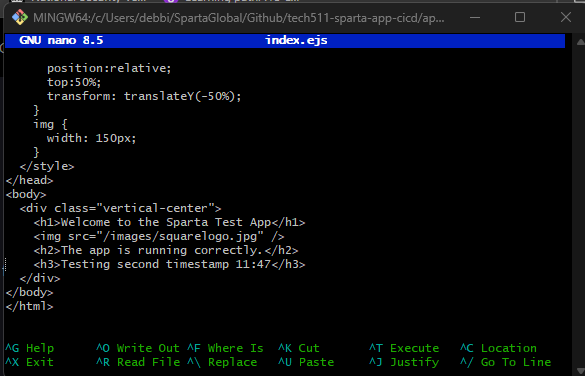 MINGW64:/c/Users/debbi/SpartaGlobal/Github/tech511-sparta-app-cicd/ap...
GNU nano 8.5 index.ejs
position:relative;
top:50%;
transform: translateY(-50%);
}
img {
width: 150px;
}
</style>
</head>
<body>
<div class="vertical-center">
<h1>Welcome to the Sparta Test App</h1>
<img src="/images/squarelogo.jpg" />
<h2>The app is running correctly.</h2>
<h3>Testing second timestamp 11:47</h3>
</div>
</body>
</html>
^G Help ^O Write Out ^F Where Is ^K Cut ^T Execute ^C Location
^X Exit ^R Read File ^\ Replace ^U Paste ^J Justify ^/ Go To Line